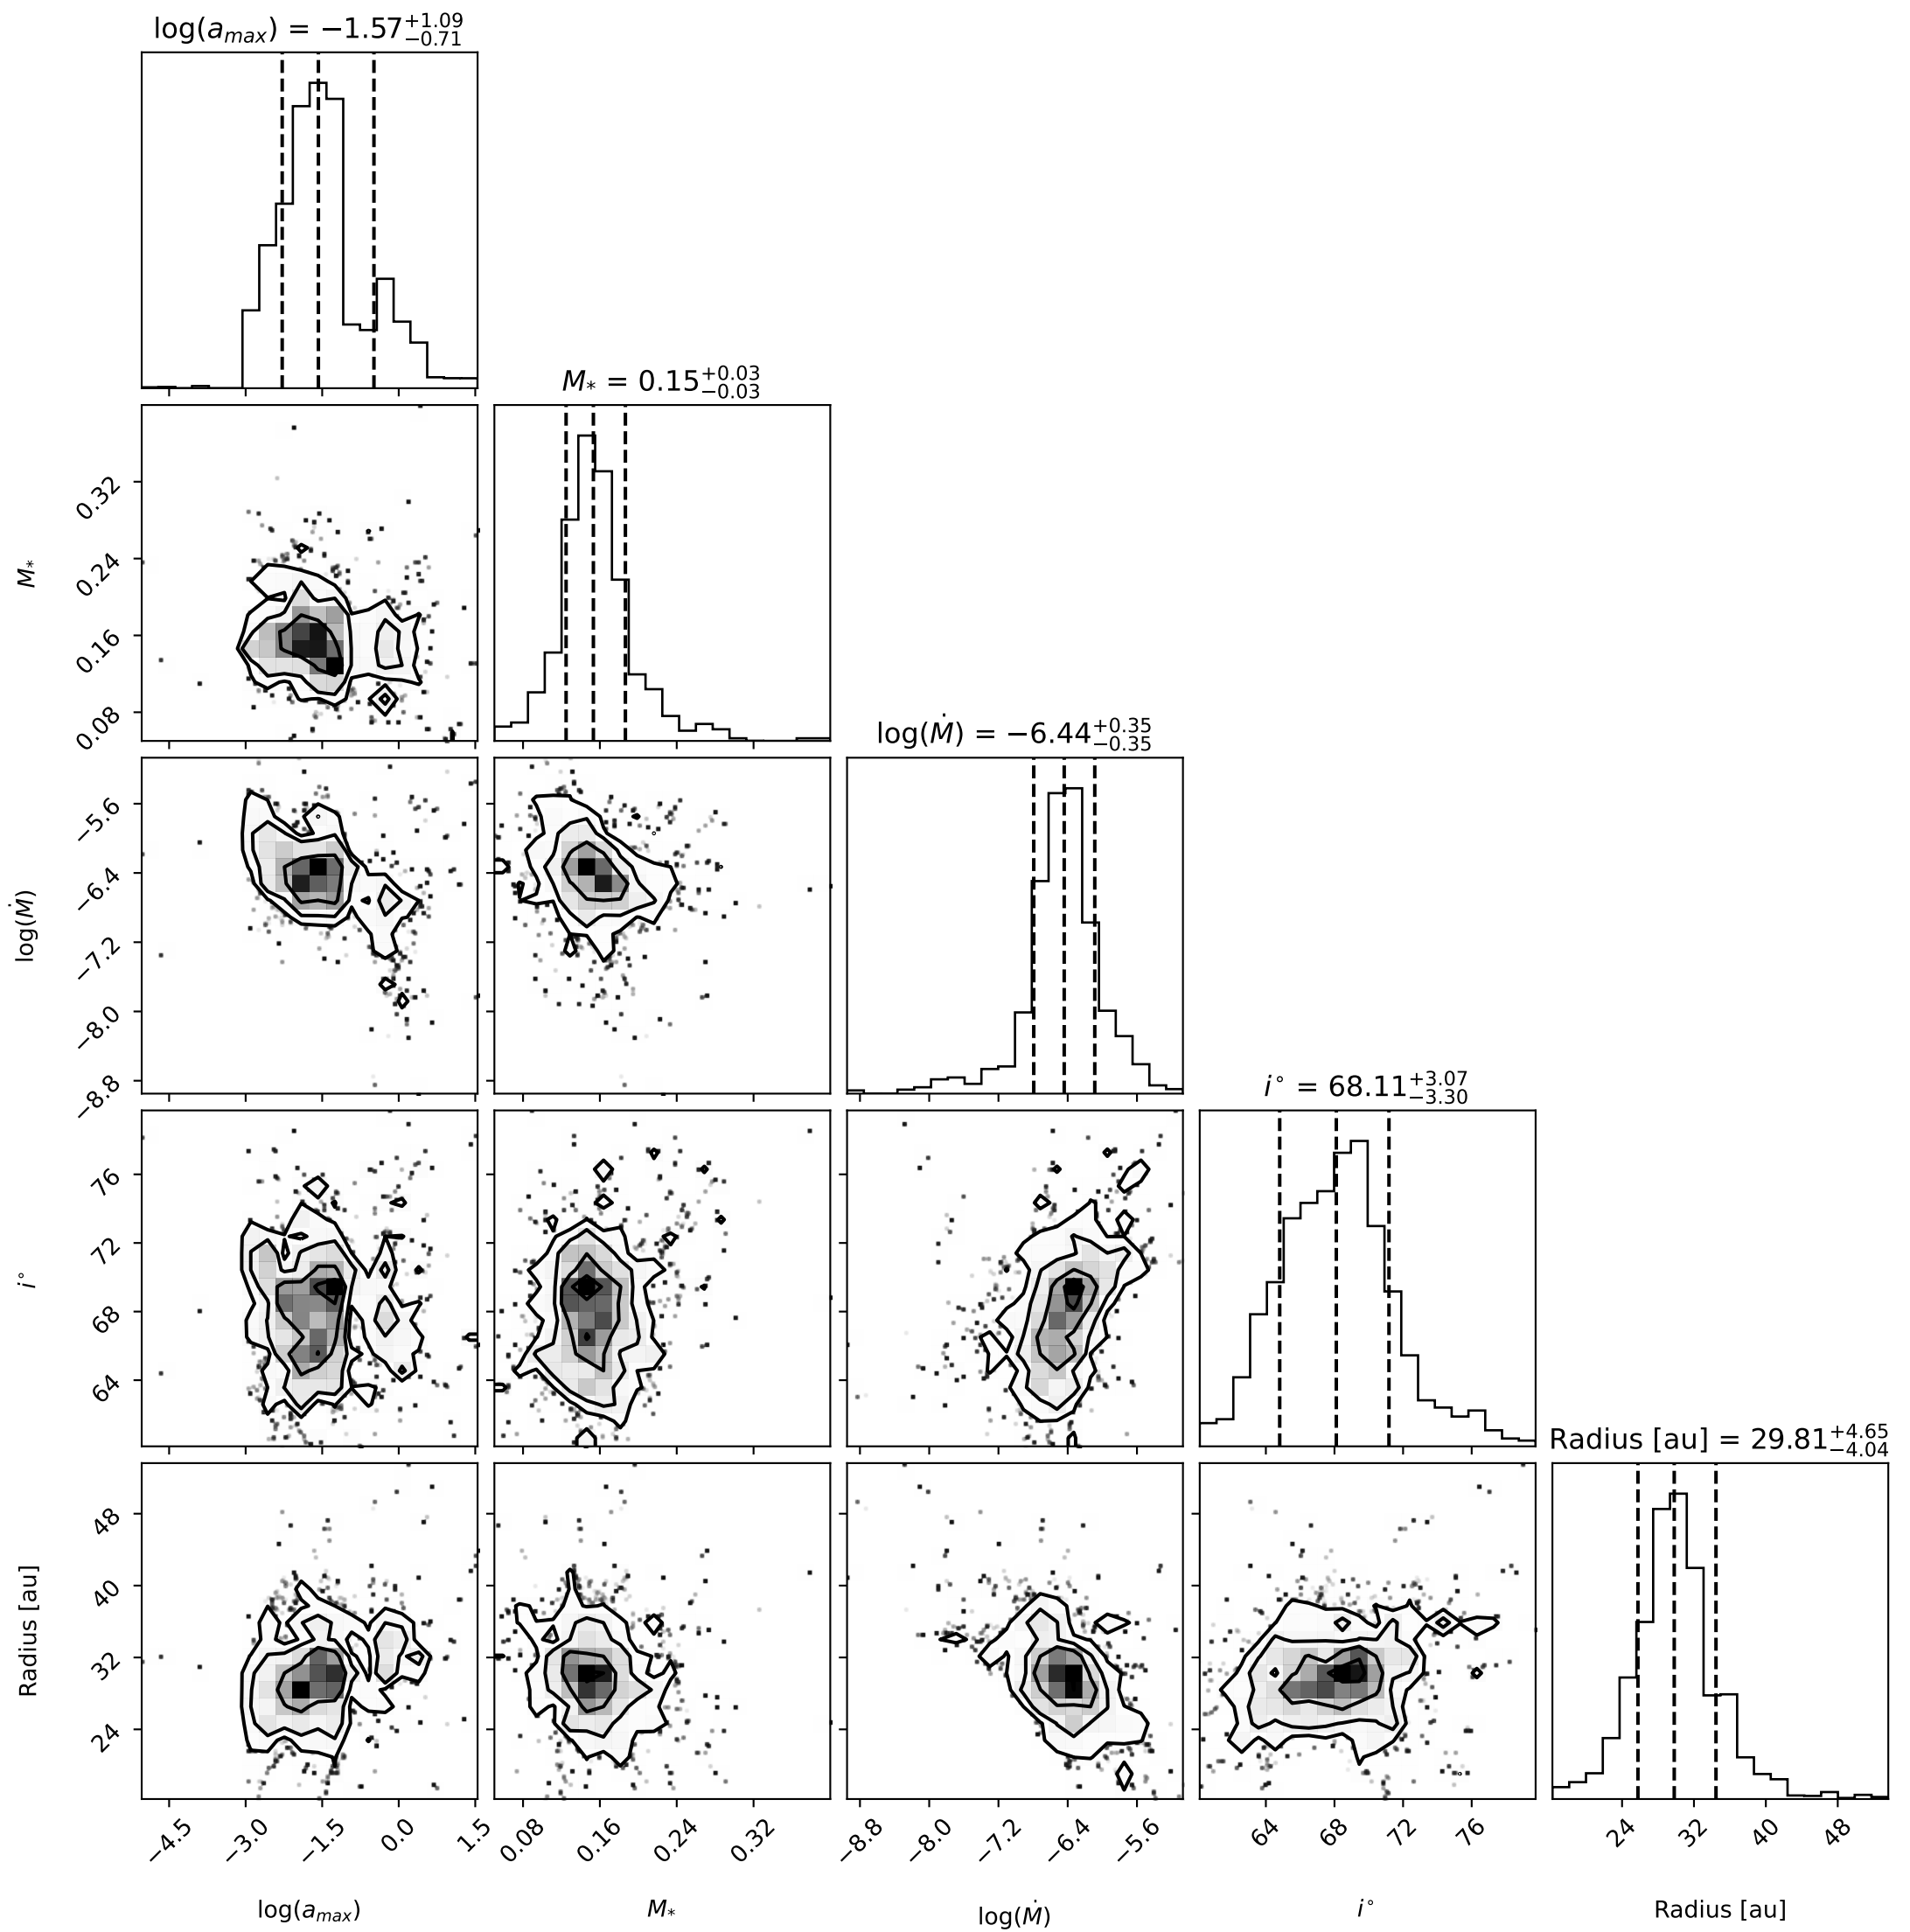 log(a_max) = −1.57 +1.09 −0.71
M* = 0.15 +0.03 −0.03
0.32
0.24
0.16
0.08
M*
log(Ṁ) = −6.44 +0.35 −0.35
−5.6
−6.4
−7.2
−8.0
−8.8
log(Ṁ)
i° = 68.11 +3.07 −3.30
76
72
68
64
i°
Radius [au] = 29.81 +4.65 −4.04
48
40
32
24
Radius [au]
−4.5 −3.0 −1.5 0.0 1.5 0.08 0.16 0.24 0.32 −8.8 −8.0 −7.2 −6.4 −5.6 64 68 72 76 24 32 40 48
log(a_max) M* log(Ṁ) i° Radius [au]